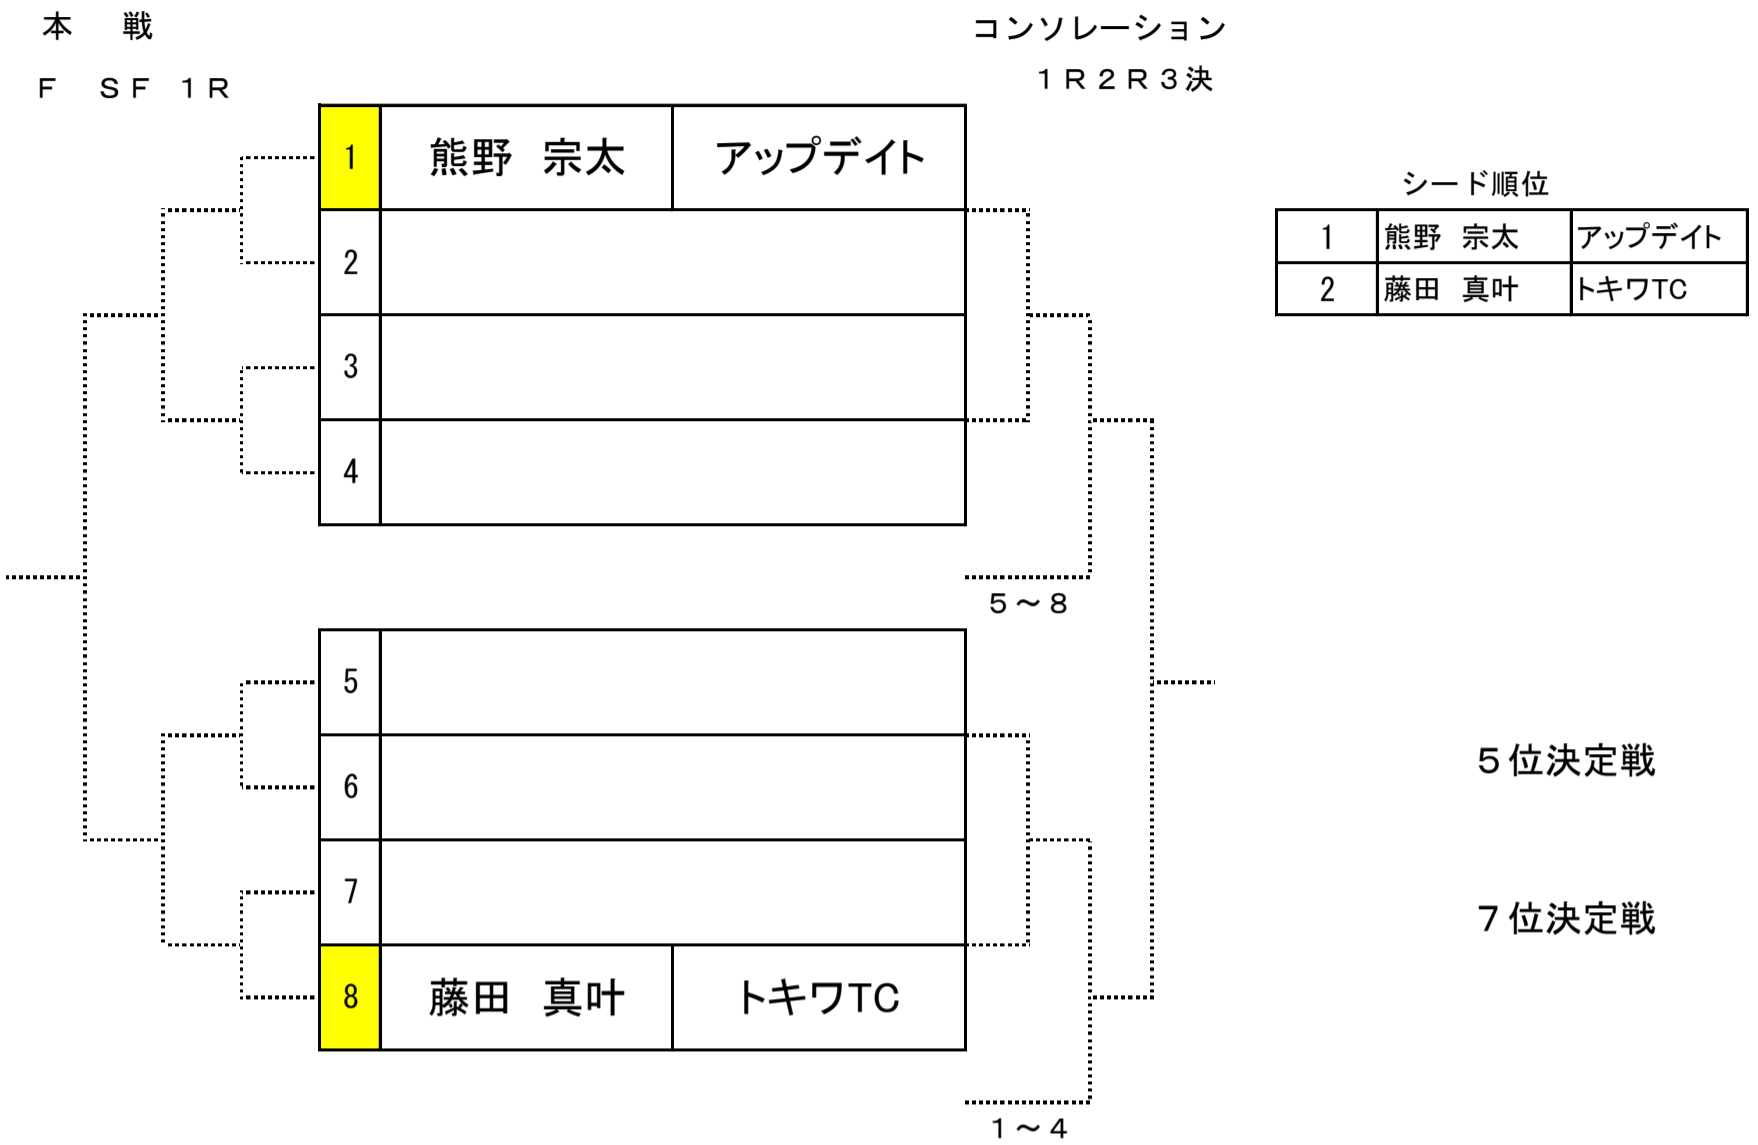 本　戦
Ｆ　ＳＦ　１Ｒ
コンソレーション
１Ｒ２Ｒ３決
1 熊野　宗太 アップデイト
2
3
4
5～8
5
6
7
8 藤田　真叶 トキワTC
1～4
シード順位
1 熊野　宗太 アップデイト
2 藤田　真叶 トキワTC
５位決定戦
７位決定戦